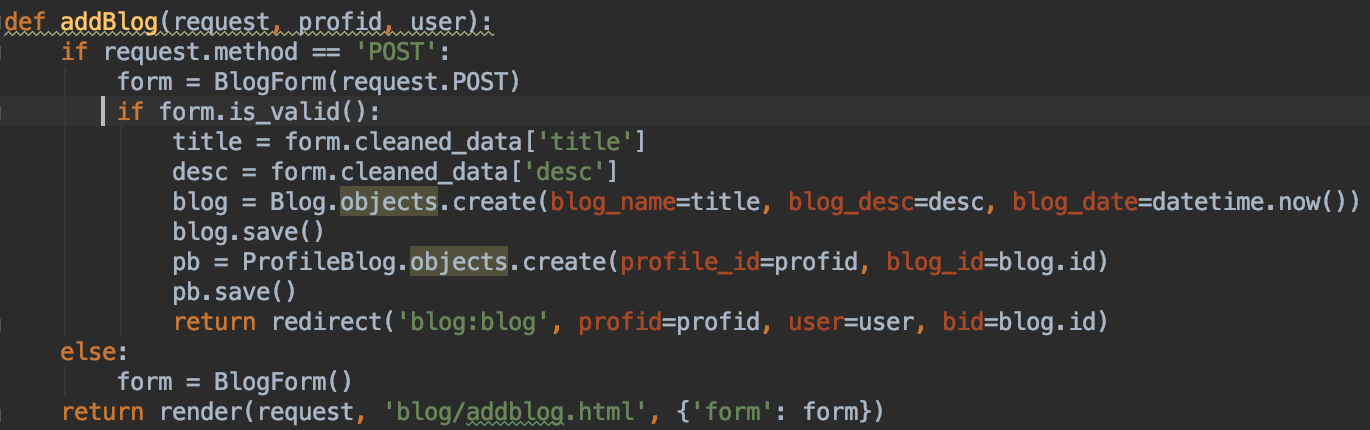 def addBlog(request, profid, user):
    if request.method == 'POST':
        form = BlogForm(request.POST)
        if form.is_valid():
            title = form.cleaned_data['title']
            desc = form.cleaned_data['desc']
            blog = Blog.objects.create(blog_name=title, blog_desc=desc, blog_date=datetime.now())
            blog.save()
            pb = ProfileBlog.objects.create(profile_id=profid, blog_id=blog.id)
            pb.save()
            return redirect('blog:blog', profid=profid, user=user, bid=blog.id)
    else:
        form = BlogForm()
    return render(request, 'blog/addblog.html', {'form': form})